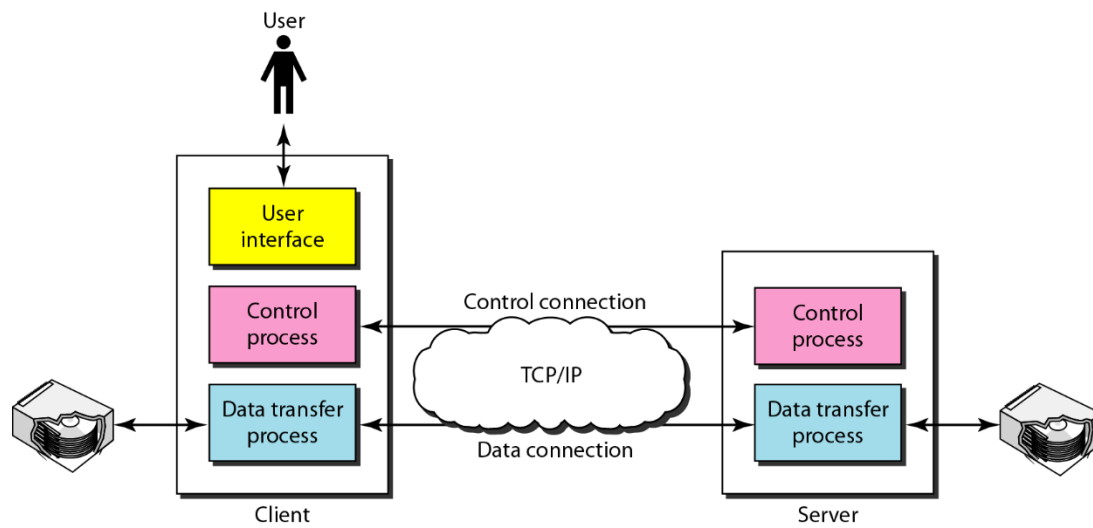 User
User
interface
Control
process
Data transfer
process
Client
Control connection
TCP/IP
Data connection
Control
process
Data transfer
process
Server